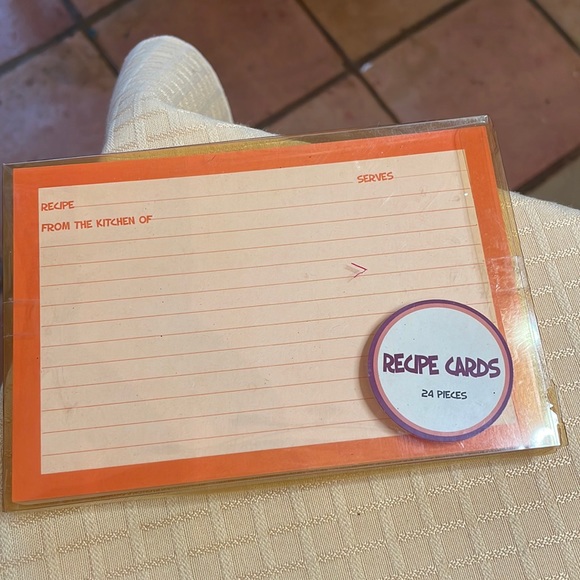 SERVES
RECIPE
FROM THE KITCHEN OF
RECIPE CARDS
24 PIECES